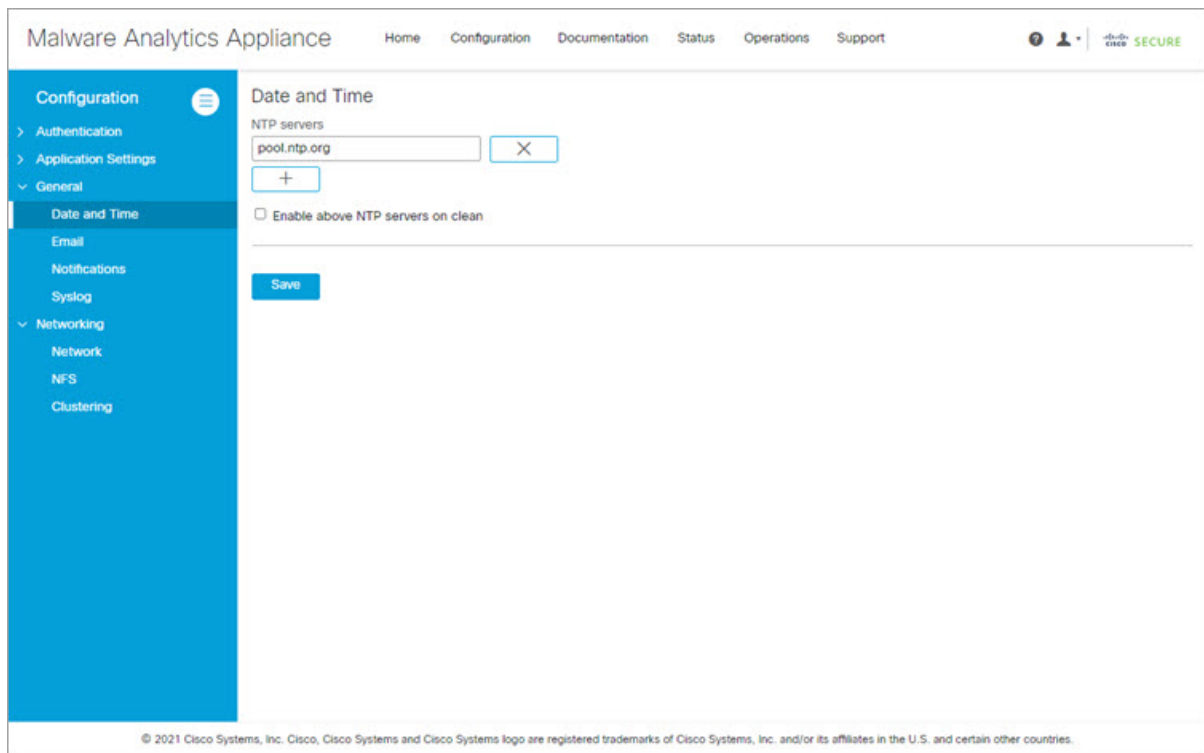 Malware Analytics Appliance Home Configuration Documentation Status Operations Support cisco SECURE
Configuration
Authentication
Application Settings
General
Date and Time
Email
Notifications
Syslog
Networking
Network
NFS
Clustering
Date and Time
NTP servers
pool.ntp.org
Enable above NTP servers on clean
Save
© 2021 Cisco Systems, Inc. Cisco, Cisco Systems and Cisco Systems logo are registered trademarks of Cisco Systems, Inc. and/or its affiliates in the U.S. and certain other countries.